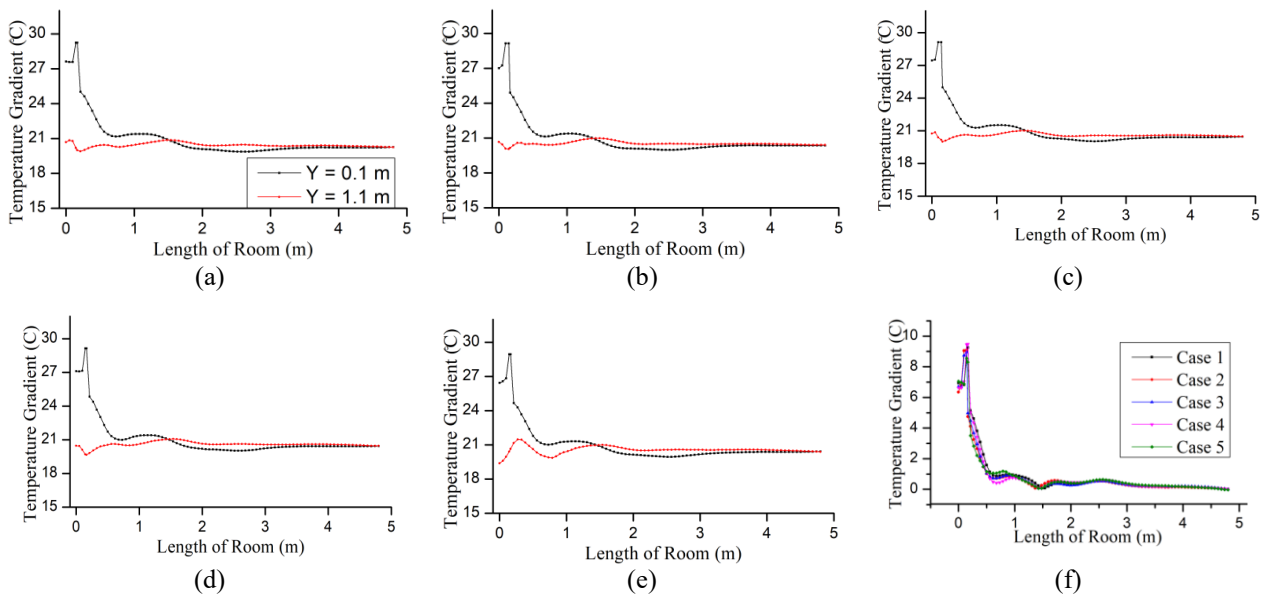 Temperature Gradient (°C)
30
27
24
21
18
15
Y = 0.1 m
Y = 1.1 m
0 1 2 3 4 5
Length of Room (m)
(a)
Temperature Gradient (°C)
30
27
24
21
18
15
0 1 2 3 4 5
Length of Room (m)
(b)
Temperature Gradient (°C)
30
27
24
21
18
15
0 1 2 3 4 5
Length of Room (m)
(c)
Temperature Gradient (°C)
30
27
24
21
18
15
0 1 2 3 4 5
Length of Room (m)
(d)
Temperature Gradient (°C)
30
27
24
21
18
15
0 1 2 3 4 5
Length of Room (m)
(e)
Temperature Gradient (°C)
10
8
6
4
2
0
Case 1
Case 2
Case 3
Case 4
Case 5
0 1 2 3 4 5
Length of Room (m)
(f)